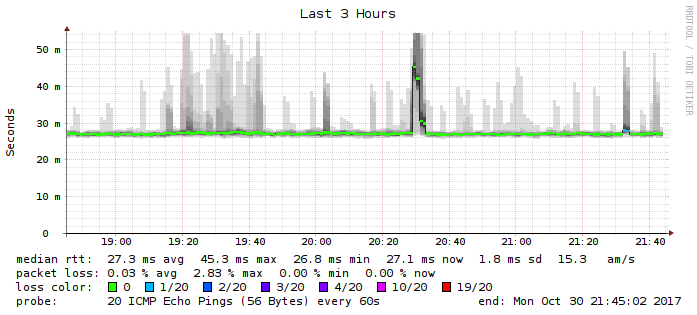 Last 3 Hours
RRDTOOL / TOBI OETIKER
Seconds
50 m
40 m
30 m
20 m
10 m
0
19:00 19:20 19:40 20:00 20:20 20:40 21:00 21:20 21:40
median rtt: 27.3 ms avg 45.3 ms max 26.8 ms min 27.1 ms now 1.8 ms sd 15.3 am/s
packet loss: 0.03 % avg 2.83 % max 0.00 % min 0.00 % now
loss color: 0 1/20 2/20 3/20 4/20 10/20 19/20
probe: 20 ICMP Echo Pings (56 Bytes) every 60s end: Mon Oct 30 21:45:02 2017